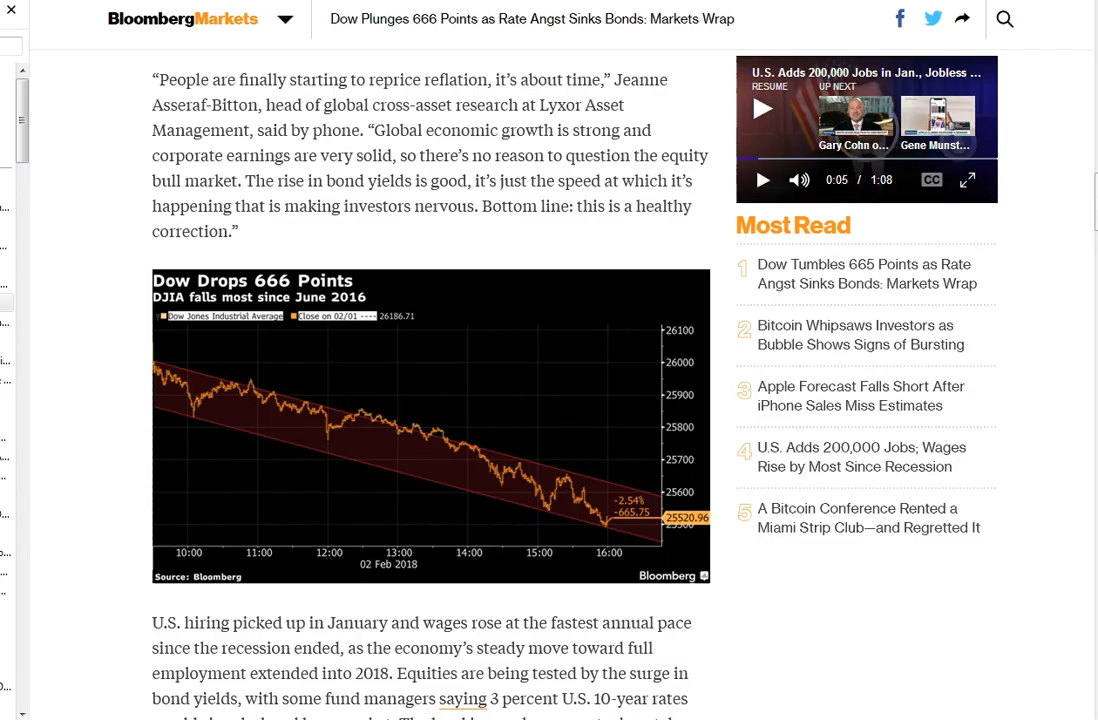 BloombergMarkets
Dow Plunges 666 Points as Rate Angst Sinks Bonds: Markets Wrap
“People are finally starting to reprice reflation, it’s about time,” Jeanne
Asseraf-Bitton, head of global cross-asset research at Lyxor Asset
Management, said by phone. “Global economic growth is strong and
corporate earnings are very solid, so there’s no reason to question the equity
bull market. The rise in bond yields is good, it’s just the speed at which it’s
happening that is making investors nervous. Bottom line: this is a healthy
correction.”
Dow Drops 666 Points
DJIA falls most since June 2016
Dow Jones Industrial Average Close on 02/01 ---- 26186.71
26100
26000
25900
25800
25700
25600
-2.54%
-665.75
25520.96
10:00 11:00 12:00 13:00 14:00 15:00 16:00
02 Feb 2018
Source: Bloomberg
Bloomberg
U.S. hiring picked up in January and wages rose at the fastest annual pace
since the recession ended, as the economy’s steady move toward full
employment extended into 2018. Equities are being tested by the surge in
bond yields, with some fund managers saying 3 percent U.S. 10-year rates
U.S. Adds 200,000 Jobs in Jan., Jobless ...
RESUME UP NEXT
Gary Cohn o... Gene Munst...
0:05 / 1:08 CC
Most Read
1 Dow Tumbles 665 Points as Rate
Angst Sinks Bonds: Markets Wrap
2 Bitcoin Whipsaws Investors as
Bubble Shows Signs of Bursting
3 Apple Forecast Falls Short After
iPhone Sales Miss Estimates
4 U.S. Adds 200,000 Jobs; Wages
Rise by Most Since Recession
5 A Bitcoin Conference Rented a
Miami Strip Club—and Regretted It